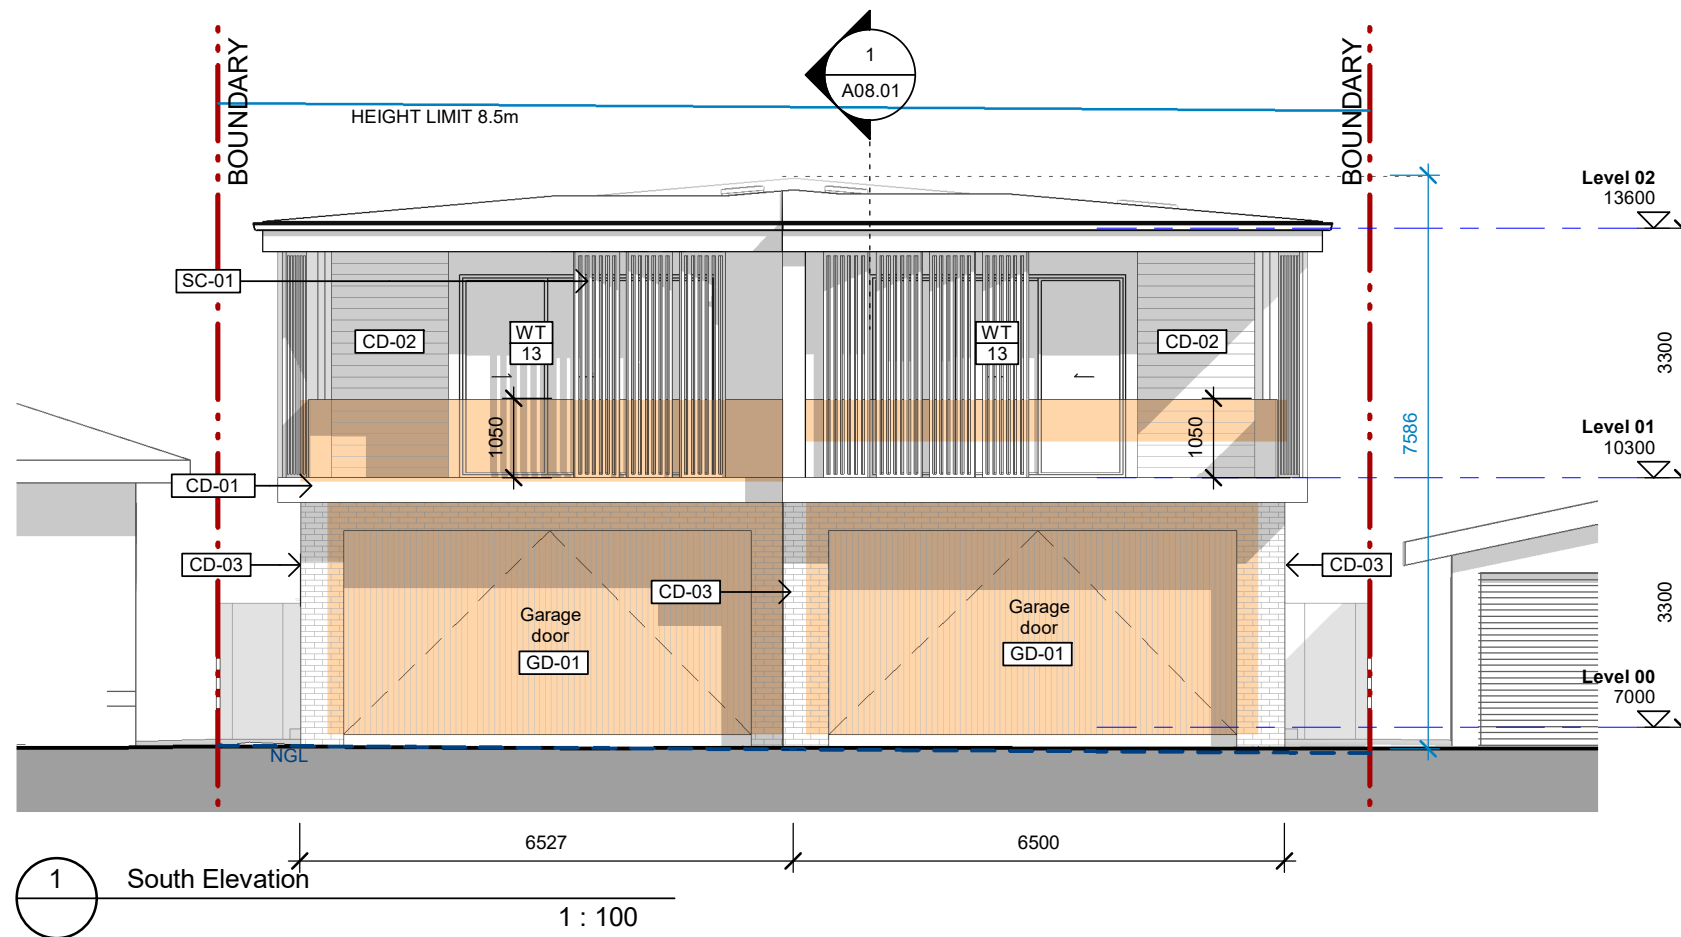 BOUNDARY
BOUNDARY
1
A08.01
HEIGHT LIMIT 8.5m
Level 02
13600
SC-01
CD-02
WT
13
WT
13
CD-02
3300
1050
1050
7586
Level 01
10300
CD-01
CD-03
CD-03
CD-03
Garage
door
GD-01
Garage
door
GD-01
3300
Level 00
7000
NGL
6527
6500
1
South Elevation
1 : 100